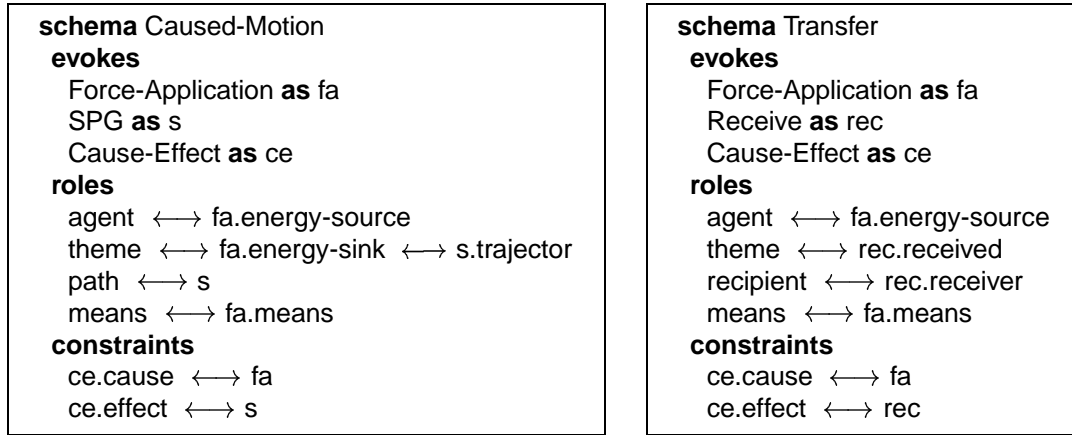 schema Caused-Motion
evokes
Force-Application as fa
SPG as s
Cause-Effect as ce
roles
agent ⟷ fa.energy-source
theme ⟷ fa.energy-sink ⟷ s.trajector
path ⟷ s
means ⟷ fa.means
constraints
ce.cause ⟷ fa
ce.effect ⟷ s
schema Transfer
evokes
Force-Application as fa
Receive as rec
Cause-Effect as ce
roles
agent ⟷ fa.energy-source
theme ⟷ rec.received
recipient ⟷ rec.receiver
means ⟷ fa.means
constraints
ce.cause ⟷ fa
ce.effect ⟷ rec